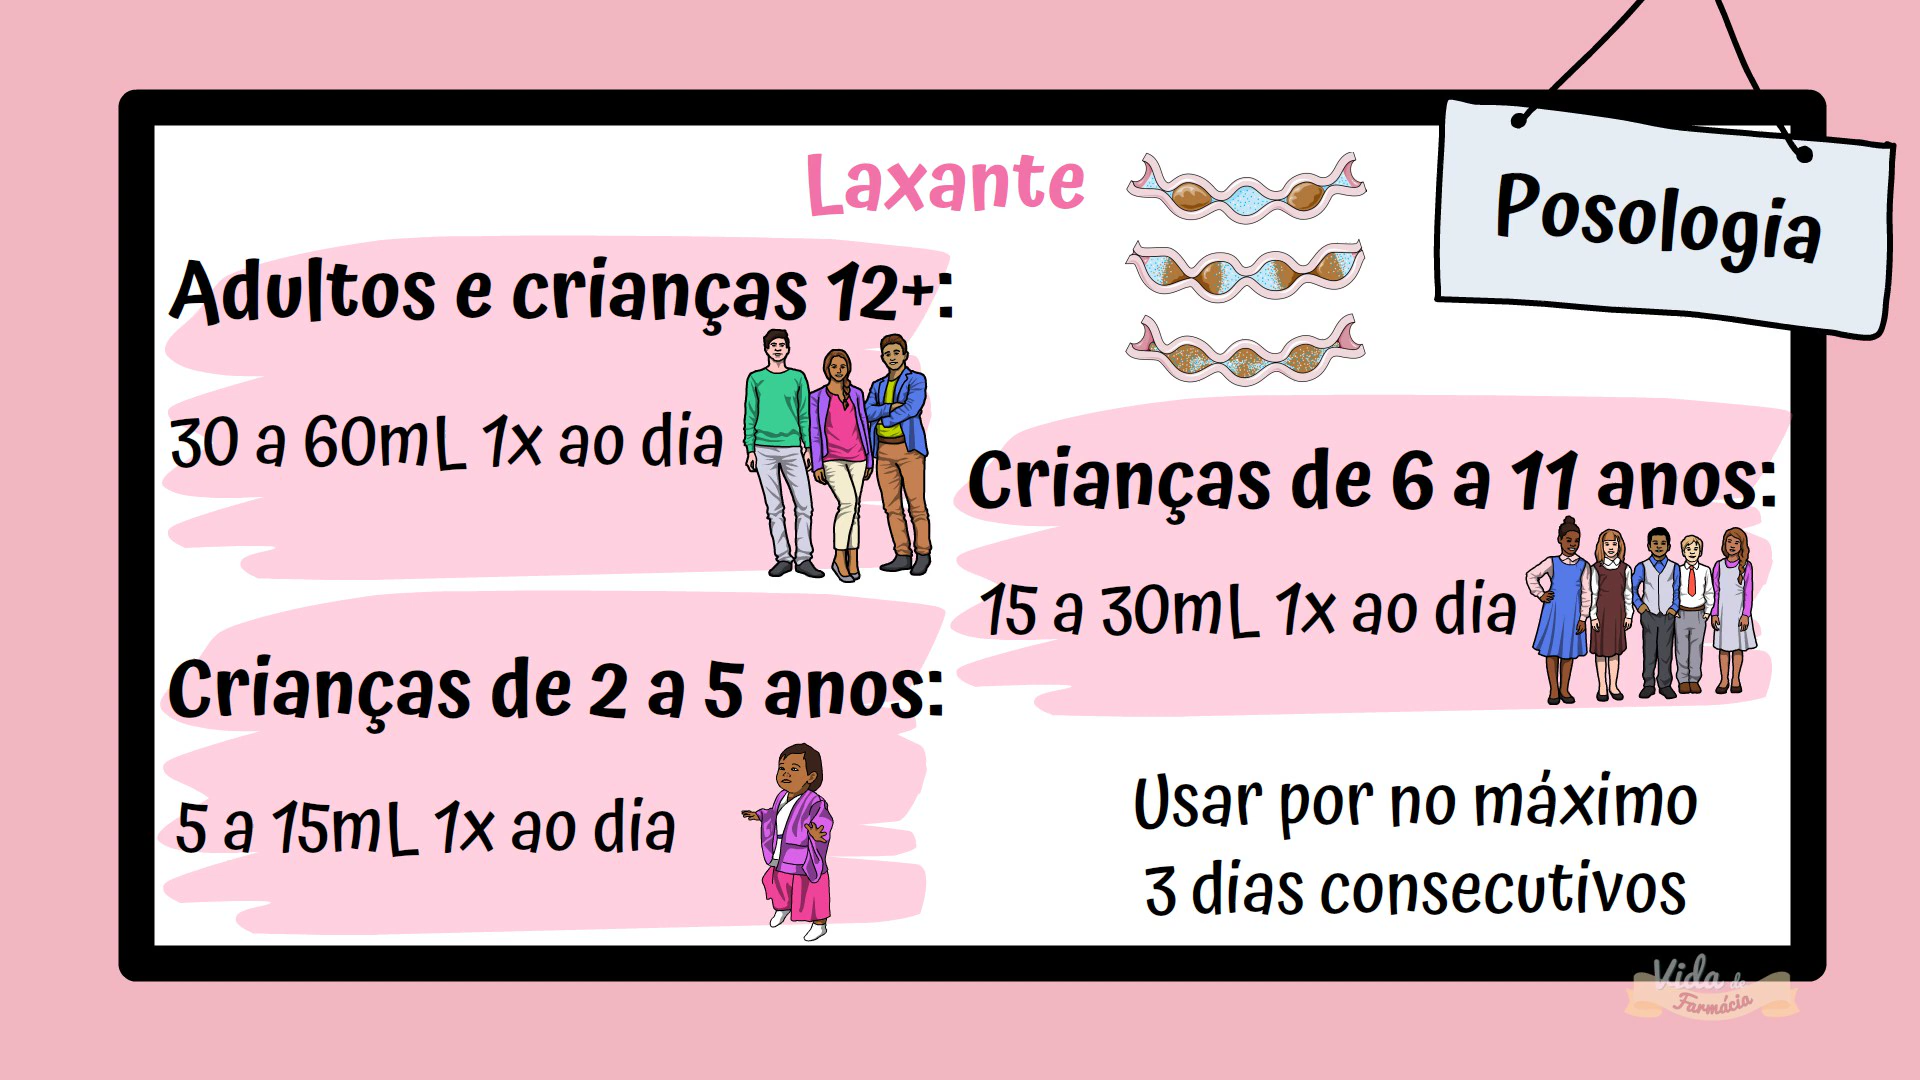 Posologia
Laxante
Adultos e crianças 12+:
30 a 60mL 1x ao dia
Crianças de 6 a 11 anos:
15 a 30mL 1x ao dia
Crianças de 2 a 5 anos:
5 a 15mL 1x ao dia
Usar por no máximo
3 dias consecutivos
Vida de
Farmácia